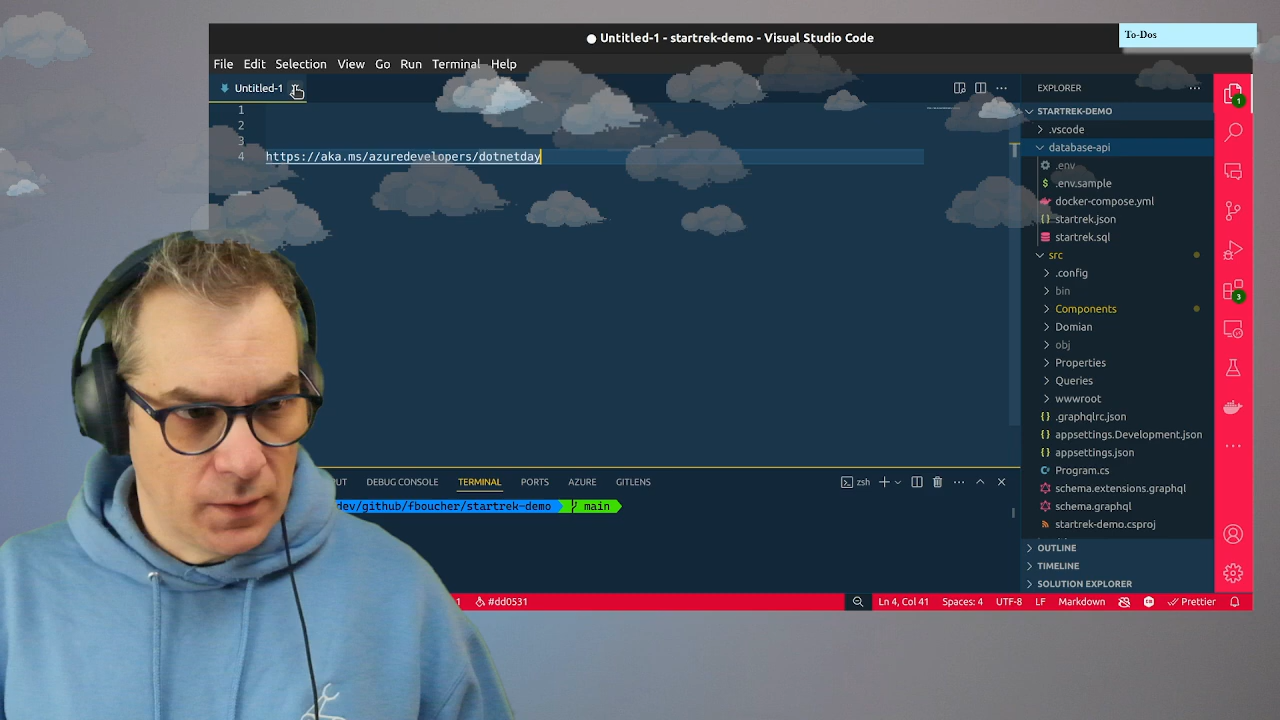 ● Untitled-1 - startrek-demo - Visual Studio Code
To-Dos
File Edit Selection View Go Run Terminal Help
Untitled-1
1
2
3
4 https://aka.ms/azuredevelopers/dotnetday
EXPLORER
STARTREK-DEMO
.vscode
database-api
.env
.env.sample
docker-compose.yml
startrek.json
startrek.sql
src
.config
bin
Components
Domian
obj
Properties
Queries
wwwroot
.graphqlrc.json
appsettings.Development.json
appsettings.json
Program.cs
schema.extensions.graphql
schema.graphql
startrek-demo.csproj
OUTLINE
TIMELINE
SOLUTION EXPLORER
1
3
UT DEBUG CONSOLE TERMINAL PORTS AZURE GITLENS
zsh
dev/github/fboucher/startrek-demo main
1 #dd0531 Ln 4, Col 41 Spaces: 4 UTF-8 LF Markdown Prettier